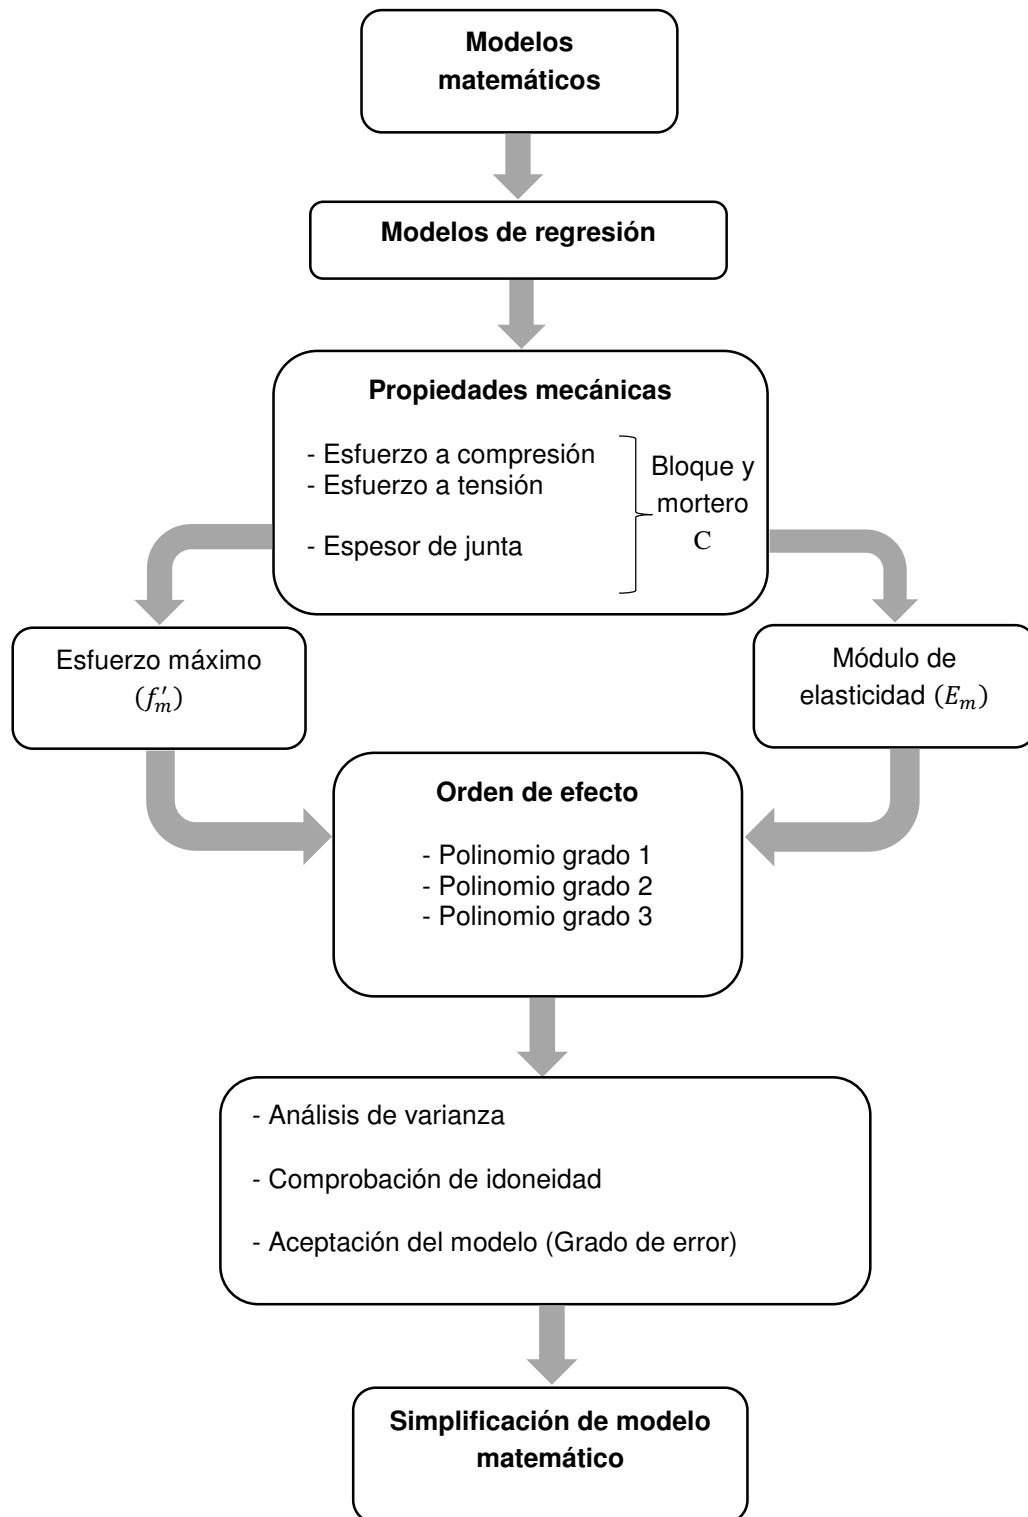 Modelos
matemáticos
Modelos de regresión
Propiedades mecánicas
- Esfuerzo a compresión
- Esfuerzo a tensión
- Espesor de junta
Bloque y
mortero
C
Esfuerzo máximo
(f′ₘ)
Módulo de
elasticidad (Eₘ)
Orden de efecto
- Polinomio grado 1
- Polinomio grado 2
- Polinomio grado 3
- Análisis de varianza
- Comprobación de idoneidad
- Aceptación del modelo (Grado de error)
Simplificación de modelo
matemático